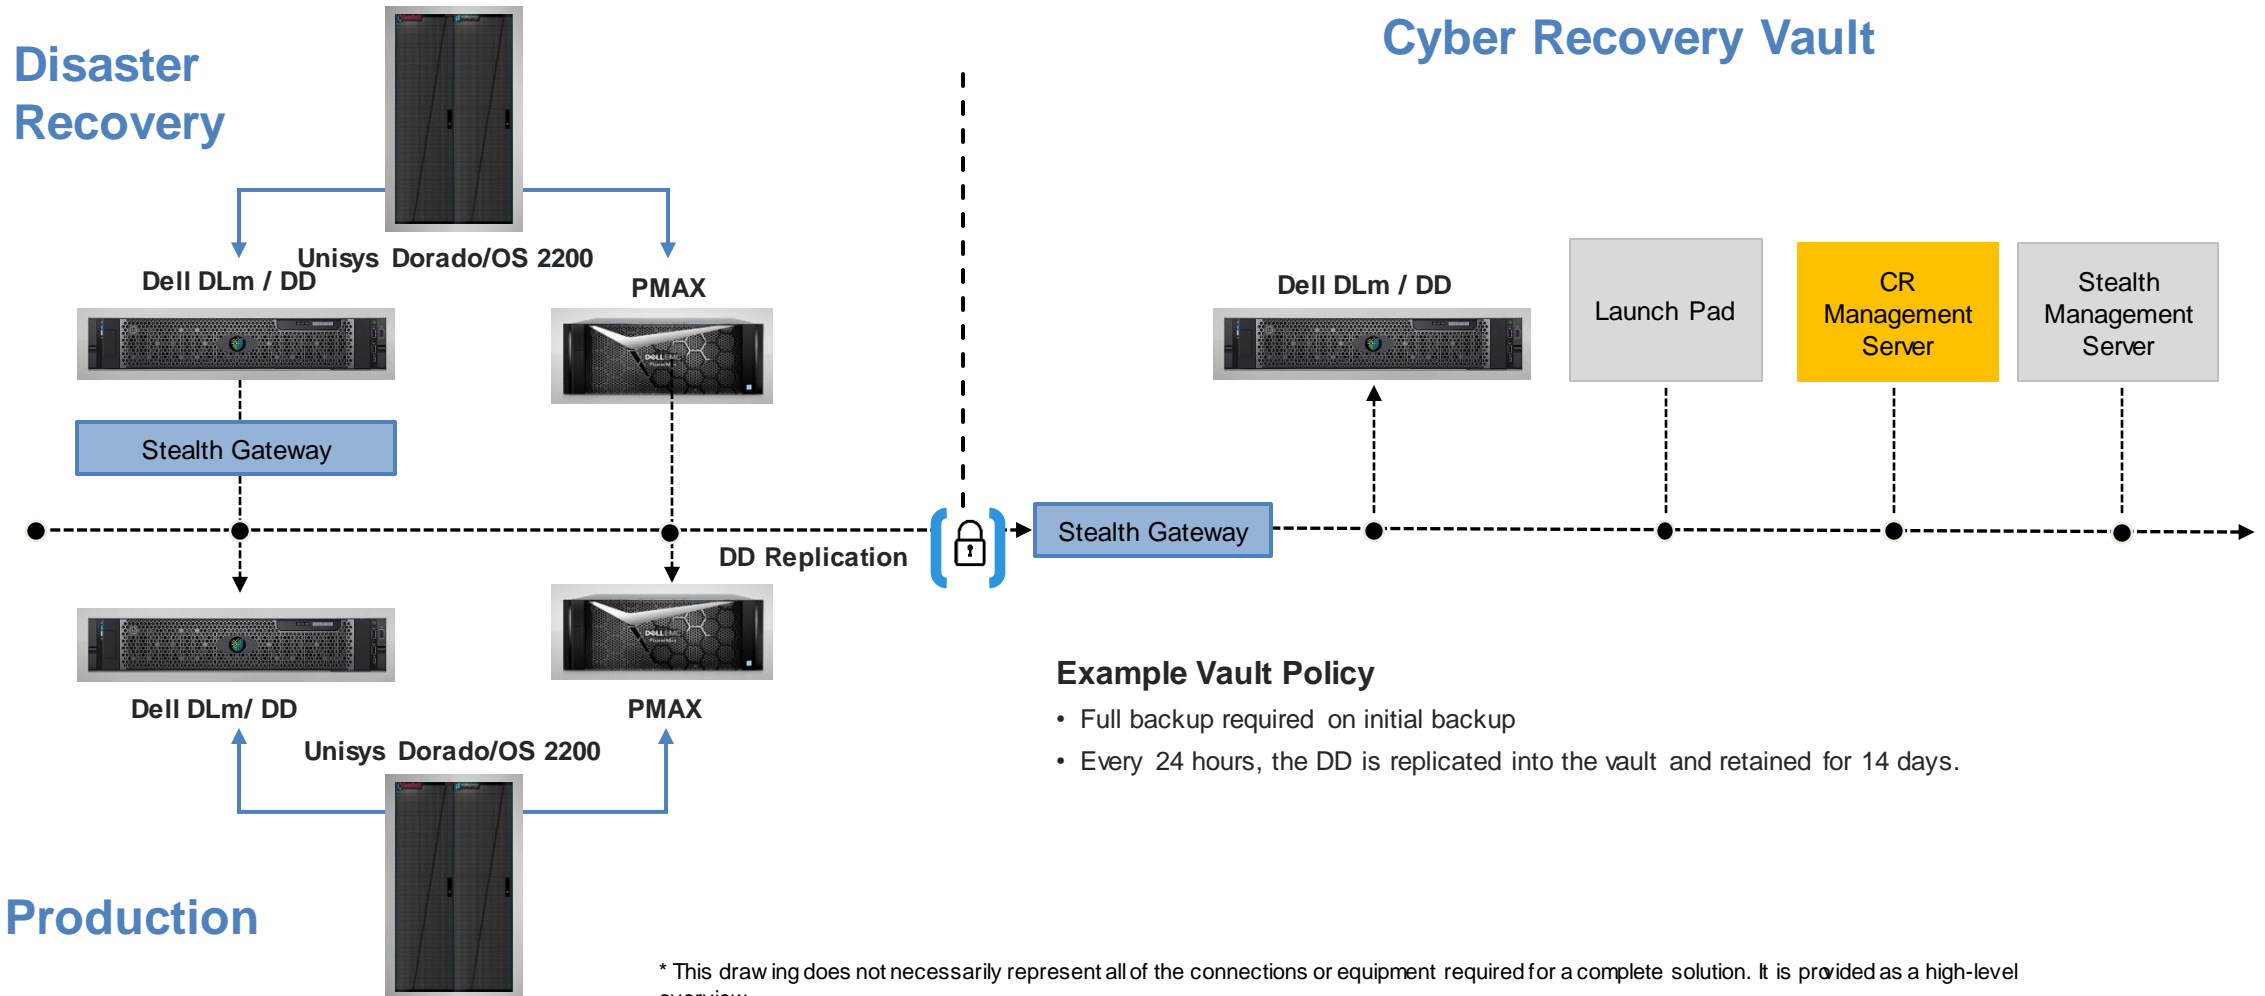 Disaster
Recovery
Cyber Recovery Vault
Unisys Dorado/OS 2200
Dell DLm / DD
PMAX
DELLEMC
PowerMax
Stealth Gateway
DD Replication
Stealth Gateway
Dell DLm / DD
Launch Pad
CR
Management
Server
Stealth
Management
Server
DELLEMC
PowerMax
Dell DLm/ DD
PMAX
Unisys Dorado/OS 2200
Production
Example Vault Policy
• Full backup required on initial backup
• Every 24 hours, the DD is replicated into the vault and retained for 14 days.
* This drawing does not necessarily represent all of the connections or equipment required for a complete solution. It is provided as a high-level